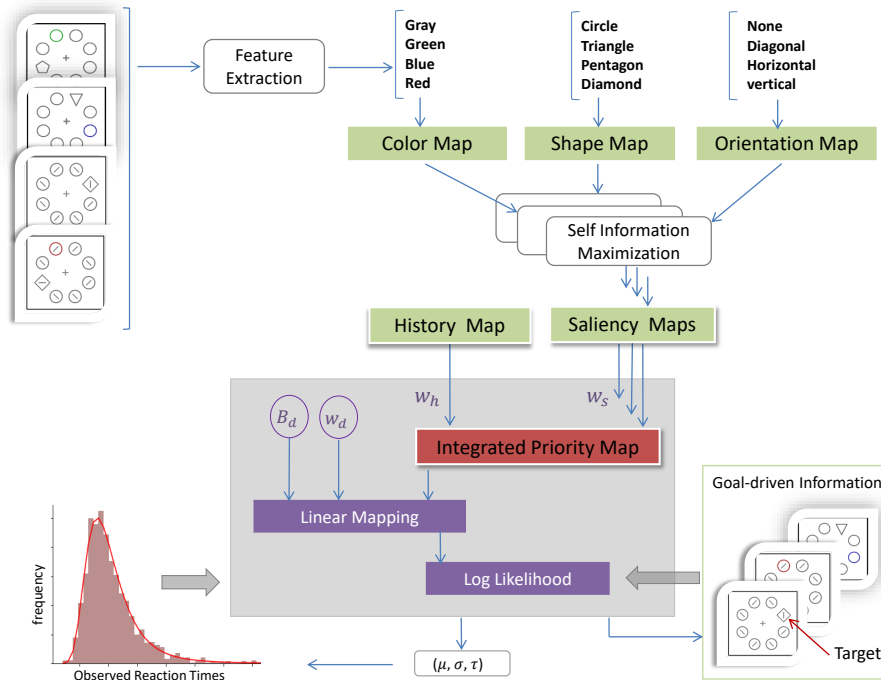 Feature
Extraction
Gray
Green
Blue
Red
Circle
Triangle
Pentagon
Diamond
None
Diagonal
Horizontal
vertical
Color Map
Shape Map
Orientation Map
Self Information
Maximization
History Map
Saliency Maps
w_h
w_s
B_d
w_d
Integrated Priority Map
Linear Mapping
Log Likelihood
Goal-driven Information
Target
frequency
Observed Reaction Times
(μ, σ, τ)